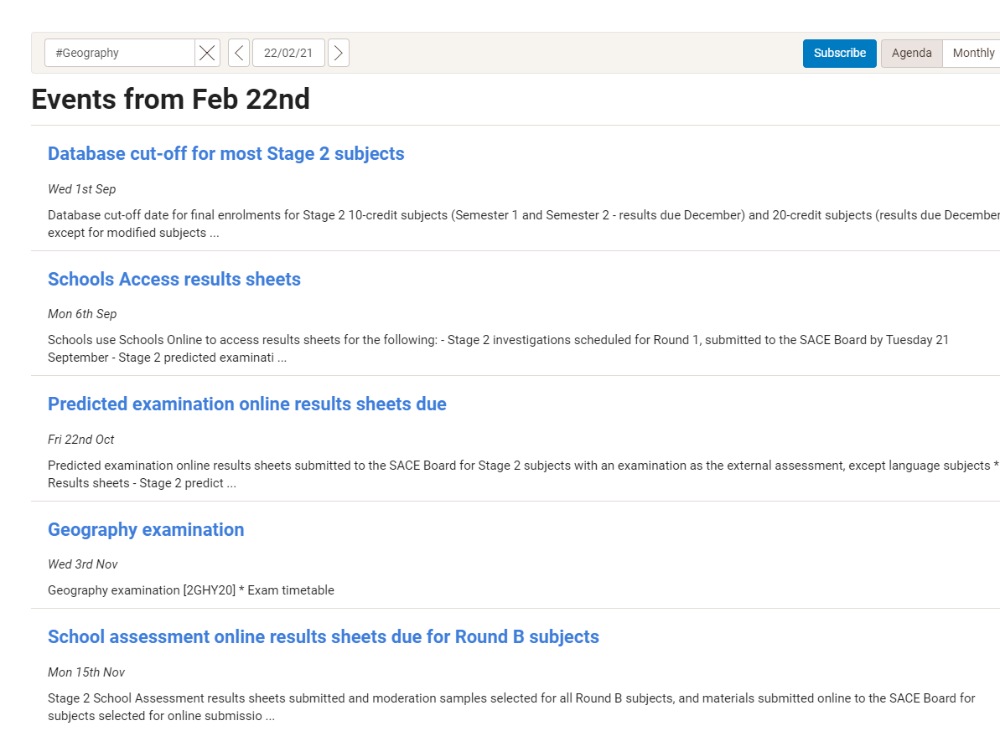 #Geography 22/02/21 Subscribe Agenda Monthly
Events from Feb 22nd
Database cut-off for most Stage 2 subjects
Wed 1st Sep
Database cut-off date for final enrolments for Stage 2 10-credit subjects (Semester 1 and Semester 2 - results due December) and 20-credit subjects (results due December
except for modified subjects ...
Schools Access results sheets
Mon 6th Sep
Schools use Schools Online to access results sheets for the following: - Stage 2 investigations scheduled for Round 1, submitted to the SACE Board by Tuesday 21
September - Stage 2 predicted examinati ...
Predicted examination online results sheets due
Fri 22nd Oct
Predicted examination online results sheets submitted to the SACE Board for Stage 2 subjects with an examination as the external assessment, except language subjects *
Results sheets - Stage 2 predict ...
Geography examination
Wed 3rd Nov
Geography examination [2GHY20] * Exam timetable
School assessment online results sheets due for Round B subjects
Mon 15th Nov
Stage 2 School Assessment results sheets submitted and moderation samples selected for all Round B subjects, and materials submitted online to the SACE Board for
subjects selected for online submissio ...